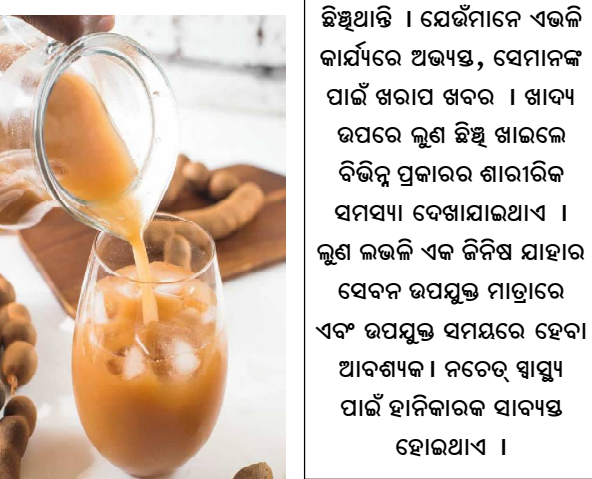 ଛିଞ୍ଚିଥାନ୍ତି । ଯେଉଁମାନେ ଏଭଳି
କାର୍ଯ୍ୟରେ ଅଭ୍ୟସ୍ତ, ସେମାନଙ୍କ
ପାଇଁ ଖରାପ ଖବର । ଖାଦ୍ୟ
ଉପରେ ଲୁଣ ଛିଞ୍ଚି ଖାଇଲେ
ବିଭିନ୍ନ ପ୍ରକାରର ଶାରୀରିକ
ସମସ୍ୟା ଦେଖାଯାଇଥାଏ ।
ଲୁଣ ଲଭଳି ଏକ ଜିନିଷ ଯାହାର
ସେବନ ଉପଯୁକ୍ତ ମାତ୍ରାରେ
ଏବଂ ଉପଯୁକ୍ତ ସମୟରେ ହେବା
ଆବଶ୍ୟକ। ନଚେତ୍ ସ୍ୱାସ୍ଥ୍ୟ
ପାଇଁ ହାନିକାରକ ସାବ୍ୟସ୍ତ
ହୋଇଥାଏ ।